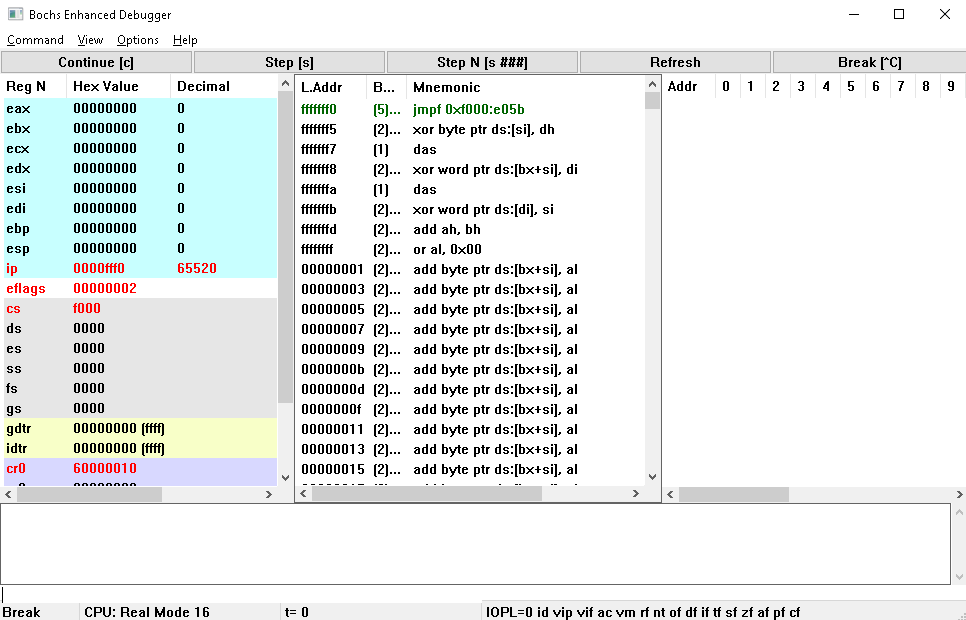 Bochs Enhanced Debugger
Command View Options Help
Continue [c] Step [s] Step N [s ###] Refresh Break [^C]
Reg N Hex Value Decimal
eax 00000000 0
ebx 00000000 0
ecx 00000000 0
edx 00000000 0
esi 00000000 0
edi 00000000 0
ebp 00000000 0
esp 00000000 0
ip 0000fff0 65520
eflags 00000002
cs f000
ds 0000
es 0000
ss 0000
fs 0000
gs 0000
gdtr 00000000 (ffff)
idtr 00000000 (ffff)
cr0 60000010
L.Addr B... Mnemonic
fffffff0 (5)... jmpf 0xf000:e05b
fffffff5 (2)... xor byte ptr ds:[si], dh
fffffff7 (1) das
fffffff8 (2)... xor word ptr ds:[bx+si], di
fffffffa (1) das
fffffffb (2)... xor word ptr ds:[di], si
fffffffd (2)... add ah, bh
ffffffff (2)... or al, 0x00
00000001 (2)... add byte ptr ds:[bx+si], al
00000003 (2)... add byte ptr ds:[bx+si], al
00000005 (2)... add byte ptr ds:[bx+si], al
00000007 (2)... add byte ptr ds:[bx+si], al
00000009 (2)... add byte ptr ds:[bx+si], al
0000000b (2)... add byte ptr ds:[bx+si], al
0000000d (2)... add byte ptr ds:[bx+si], al
0000000f (2)... add byte ptr ds:[bx+si], al
00000011 (2)... add byte ptr ds:[bx+si], al
00000013 (2)... add byte ptr ds:[bx+si], al
00000015 (2)... add byte ptr ds:[bx+si], al
Addr 0 1 2 3 4 5 6 7 8 9
Break CPU: Real Mode 16 t= 0 IOPL=0 id vip vif ac vm rf nt of df if tf sf zf af pf cf